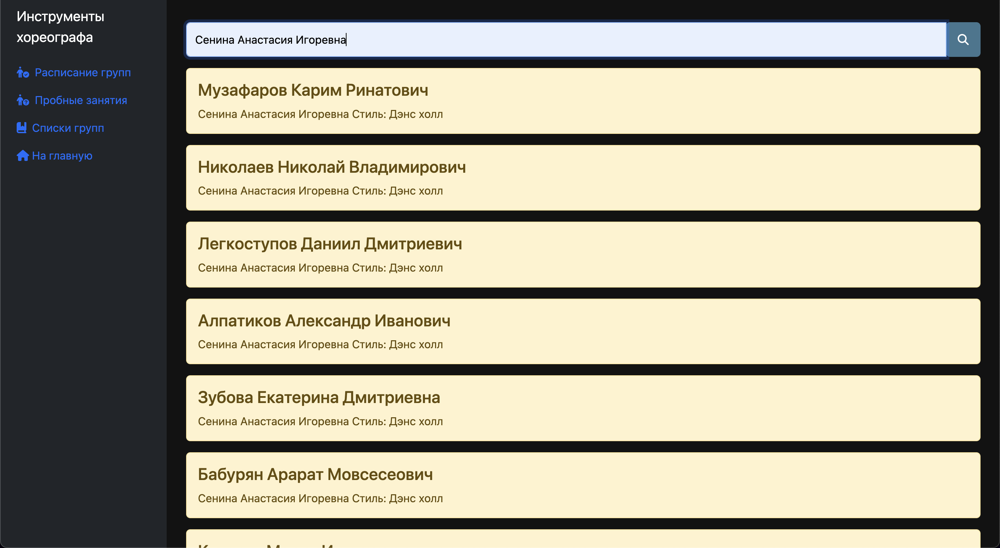 Инструменты
хореографа
Расписание групп
Пробные занятия
Списки групп
На главную
Сенина Анастасия Игоревна
Музафаров Карим Ринатович
Сенина Анастасия Игоревна Стиль: Дэнс холл
Николаев Николай Владимирович
Сенина Анастасия Игоревна Стиль: Дэнс холл
Легкоступов Даниил Дмитриевич
Сенина Анастасия Игоревна Стиль: Дэнс холл
Алпатиков Александр Иванович
Сенина Анастасия Игоревна Стиль: Дэнс холл
Зубова Екатерина Дмитриевна
Сенина Анастасия Игоревна Стиль: Дэнс холл
Бабурян Арарат Мовсесеович
Сенина Анастасия Игоревна Стиль: Дэнс холл